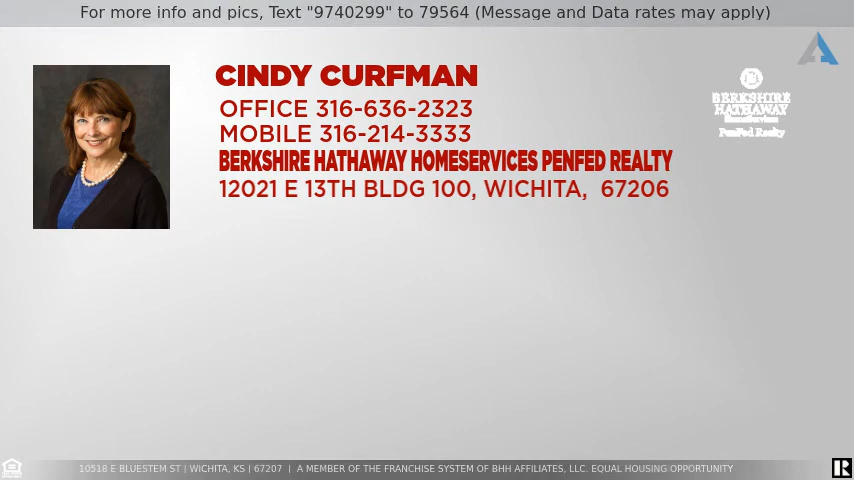 For more info and pics, Text "9740299" to 79564 (Message and Data rates may apply)
CINDY CURFMAN
OFFICE 316-636-2323
MOBILE 316-214-3333
BERKSHIRE HATHAWAY HOMESERVICES PENFED REALTY
12021 E 13TH BLDG 100, WICHITA, 67206
BERKSHIRE
HATHAWAY
HomeServices
PenFed Realty
10518 E BLUESTEM ST | WICHITA, KS | 67207 | A MEMBER OF THE FRANCHISE SYSTEM OF BHH AFFILIATES, LLC. EQUAL HOUSING OPPORTUNITY